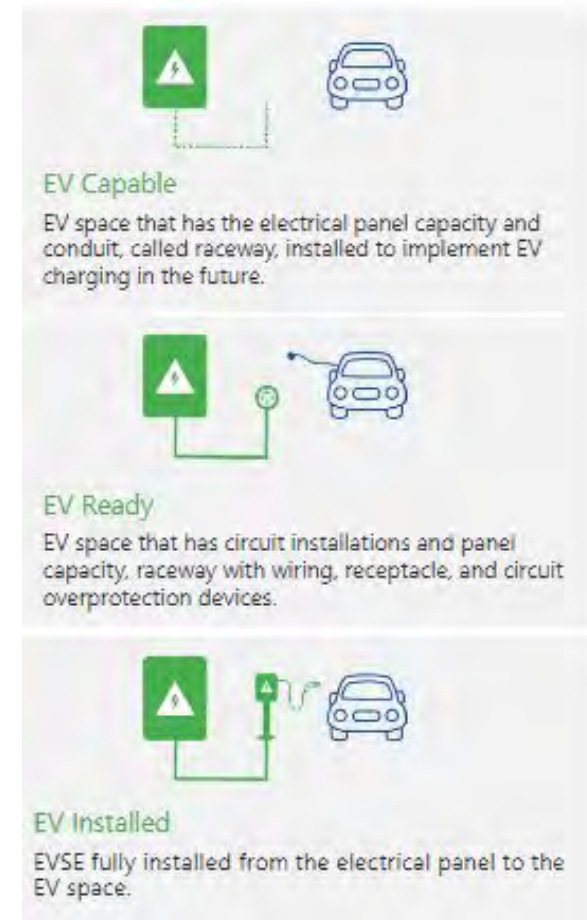 EV Capable
EV space that has the electrical panel capacity and
conduit, called raceway, installed to implement EV
charging in the future.
EV Ready
EV space that has circuit installations and panel
capacity, raceway with wiring, receptacle, and circuit
overprotection devices.
EV Installed
EVSE fully installed from the electrical panel to the
EV space.